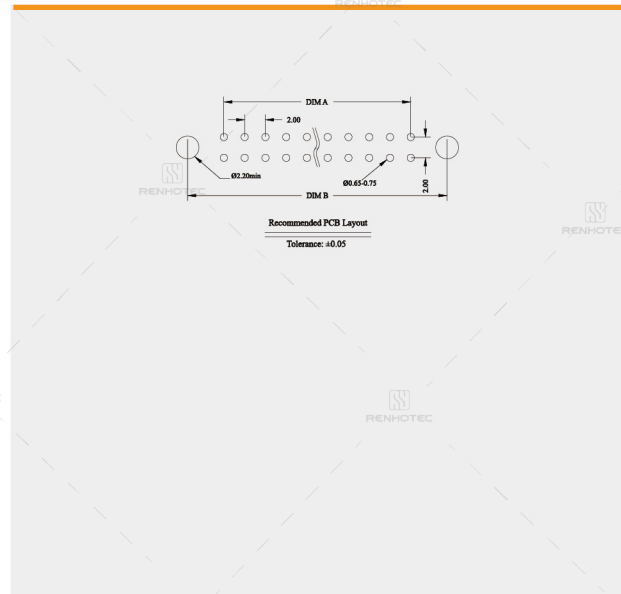 RENHOTEC
DIM A
2.00
Ø2.20min
Ø0.65-0.75
2.00
RENHOTEC
DIM B
Recommended PCB Layout
RENHOTE
Tolerance: ±0.05
RENHOTEC